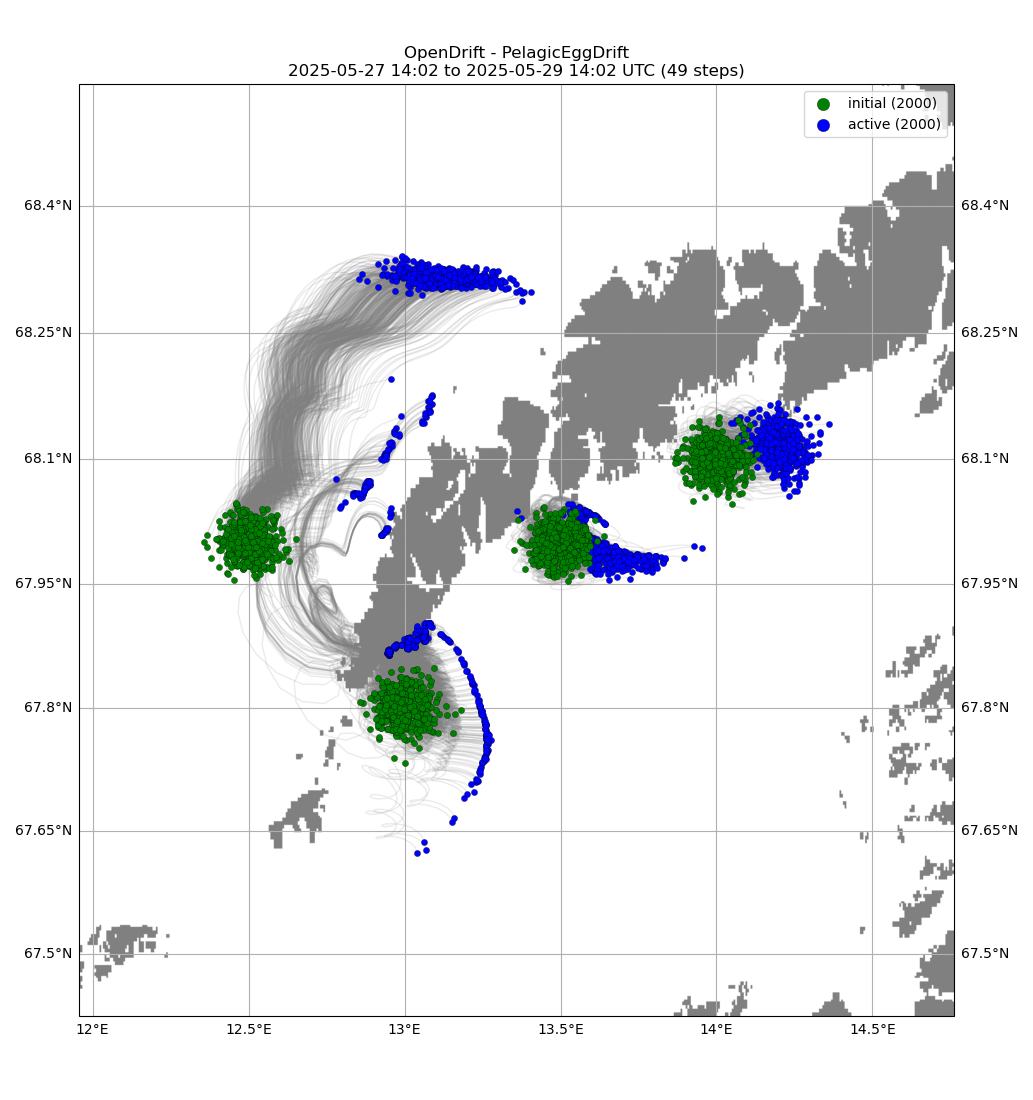 OpenDrift - PelagicEggDrift
2025-05-27 14:02 to 2025-05-29 14:02 UTC (49 steps)
initial (2000)
active (2000)
68.4°N 68.4°N
68.25°N 68.25°N
68.1°N 68.1°N
67.95°N 67.95°N
67.8°N 67.8°N
67.65°N 67.65°N
67.5°N 67.5°N
12°E 12.5°E 13°E 13.5°E 14°E 14.5°E